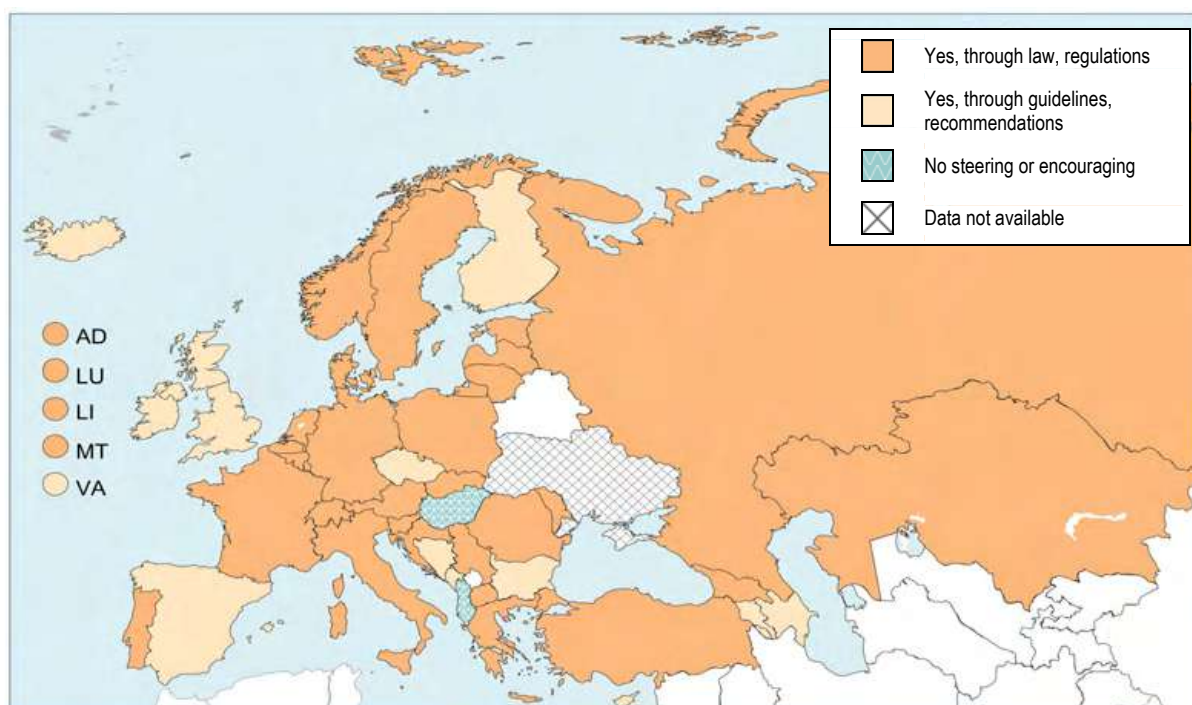 Yes, through law, regulations
Yes, through guidelines,
recommendations
No steering or encouraging
Data not available
AD
LU
LI
MT
VA